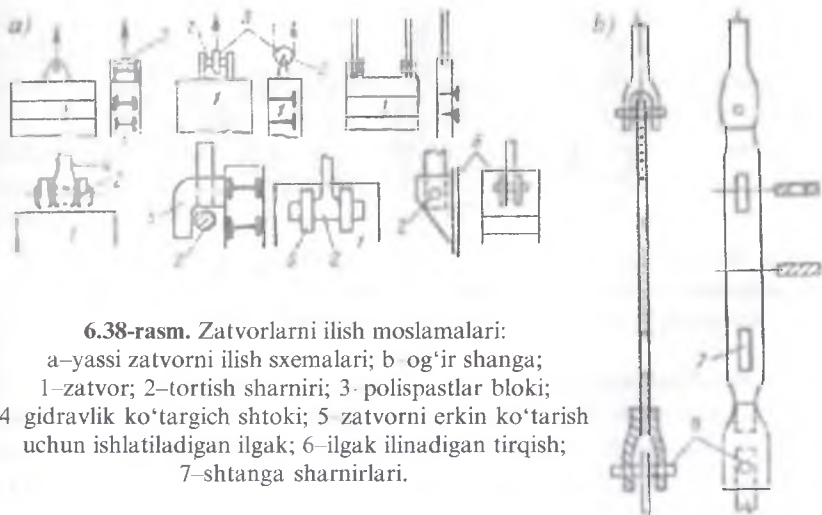 a)
b)
6.38-rasm. Zatvorlarni ilish moslamalari:
a–yassi zatvorni ilish sxemalari; b og‘ir shanga;
1–zatvor; 2–tortish sharniri; 3- polispastlar bloki;
4 gidravlik ko‘targich shtoki; 5–zatvorni erkin ko‘tarish
uchun ishlatiladigan ilgak; 6–ilgak ilinadigan tirqish;
7–shtanga sharnirlari.